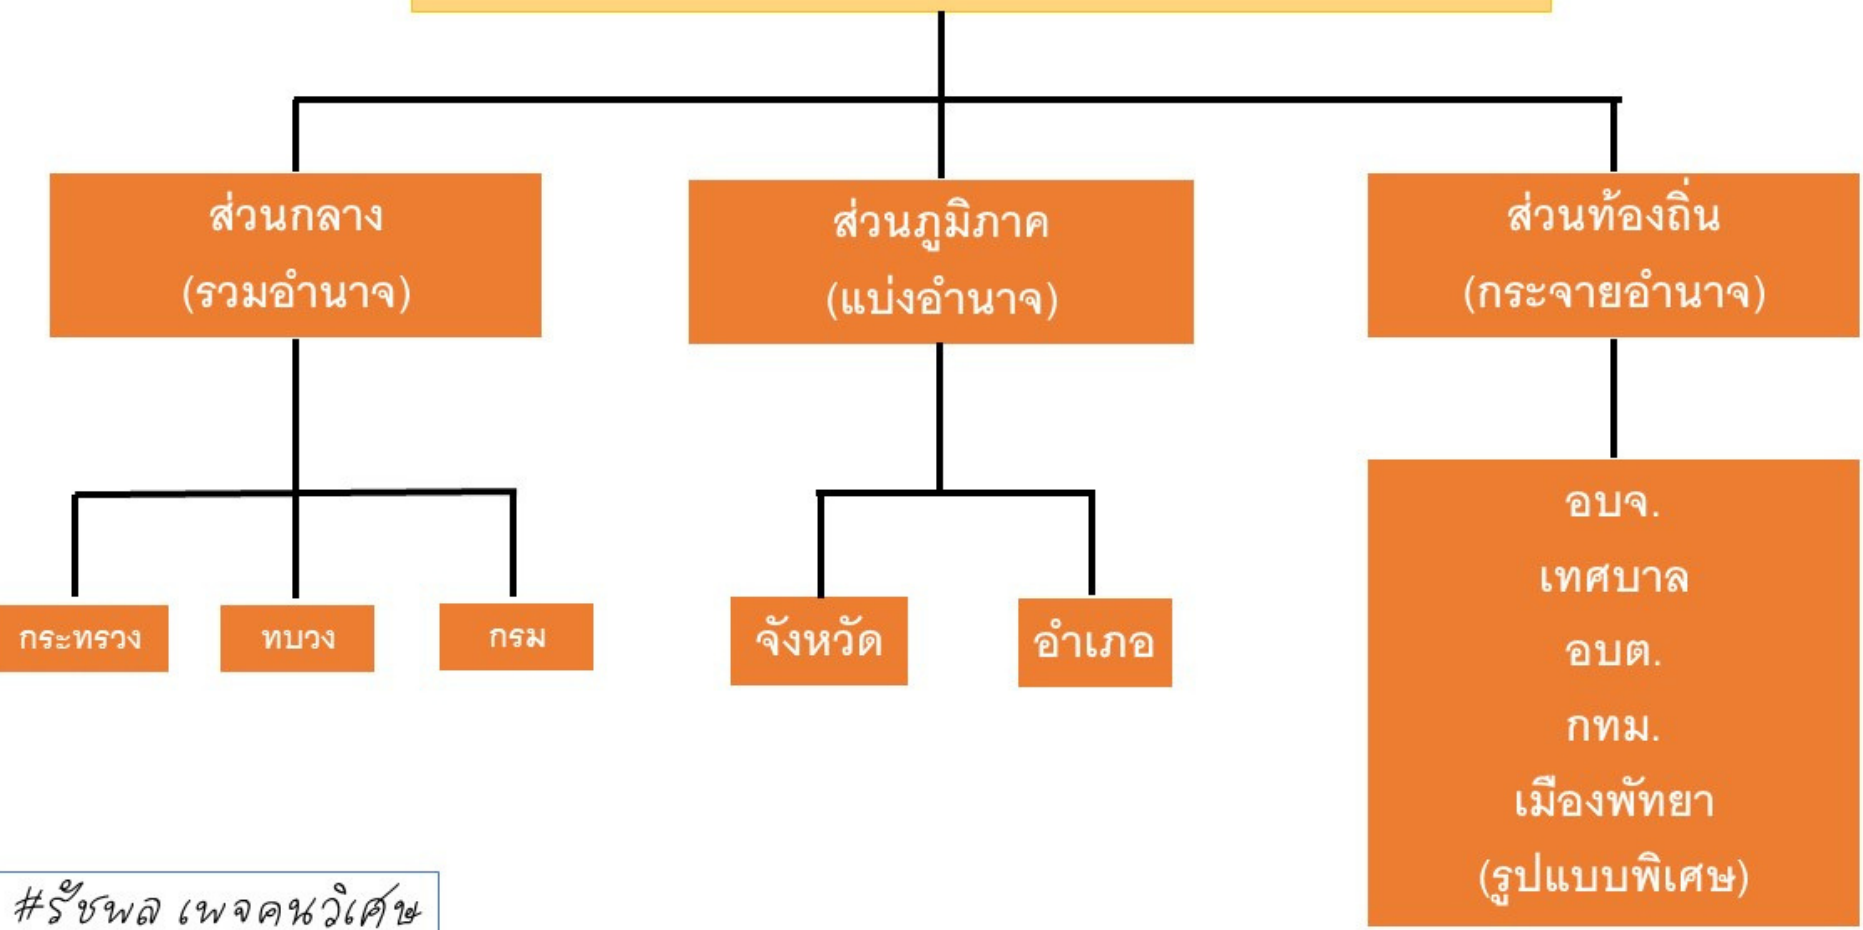 ส่วนกลาง
(รวมอำนาจ)
ส่วนภูมิภาค
(แบ่งอำนาจ)
ส่วนท้องถิ่น
(กระจายอำนาจ)
กระทรวง
ทบวง
กรม
จังหวัด
อำเภอ
อบจ.
เทศบาล
อบต.
กทม.
เมืองพัทยา
(รูปแบบพิเศษ)
#รัชพล เพจคนวิเศษ